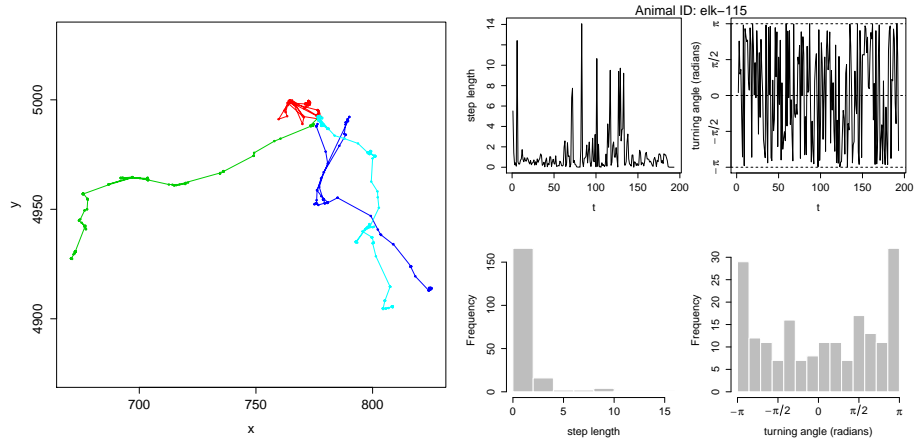 Animal ID: elk-115
4900 4950 5000
y
700 750 800
x
0 2 4 6 8 10 12 14
step length
0 50 100 150 200
t
−π −π/2 0 π/2 π
turning angle (radians)
0 50 100 150 200
t
0 50 100 150
Frequency
0 5 10 15
step length
0 5 10 15 20 25 30
Frequency
−π −π/2 0 π/2 π
turning angle (radians)